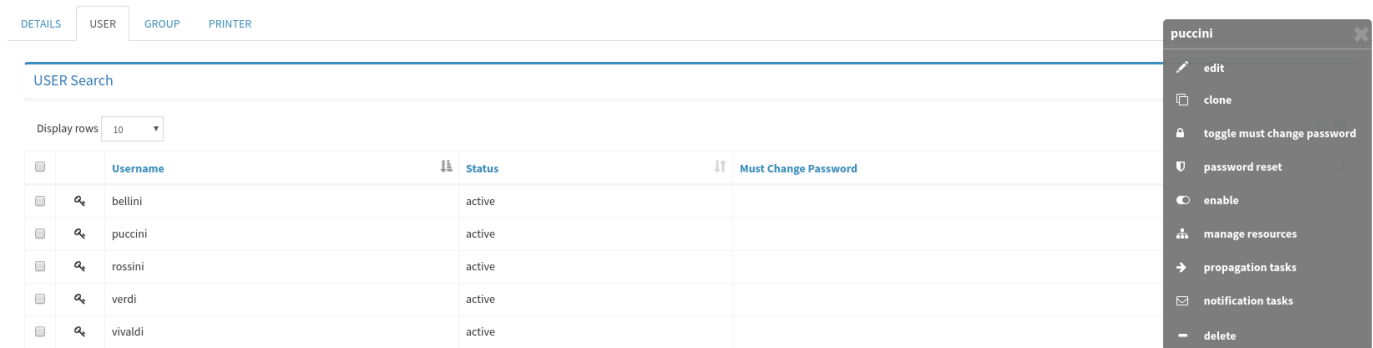 DETAILS USER GROUP PRINTER
USER Search
Display rows 10
Username Status Must Change Password
bellini active
puccini active
rossini active
verdi active
vivaldi active
puccini
edit
clone
toggle must change password
password reset
enable
manage resources
propagation tasks
notification tasks
delete